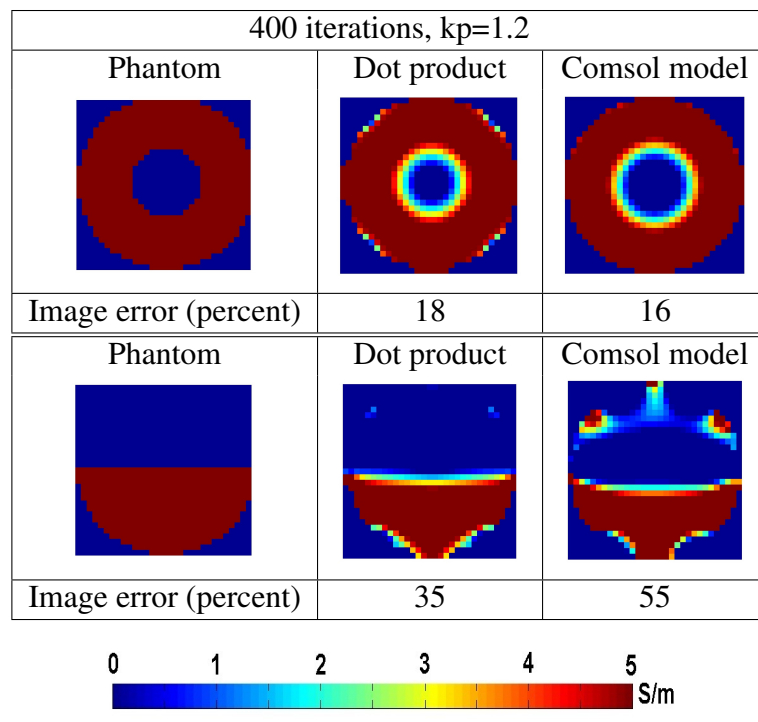 400 iterations, kp=1.2
Phantom Dot product Comsol model
Image error (percent) 18 16
Phantom Dot product Comsol model
Image error (percent) 35 55
0 1 2 3 4 5
S/m